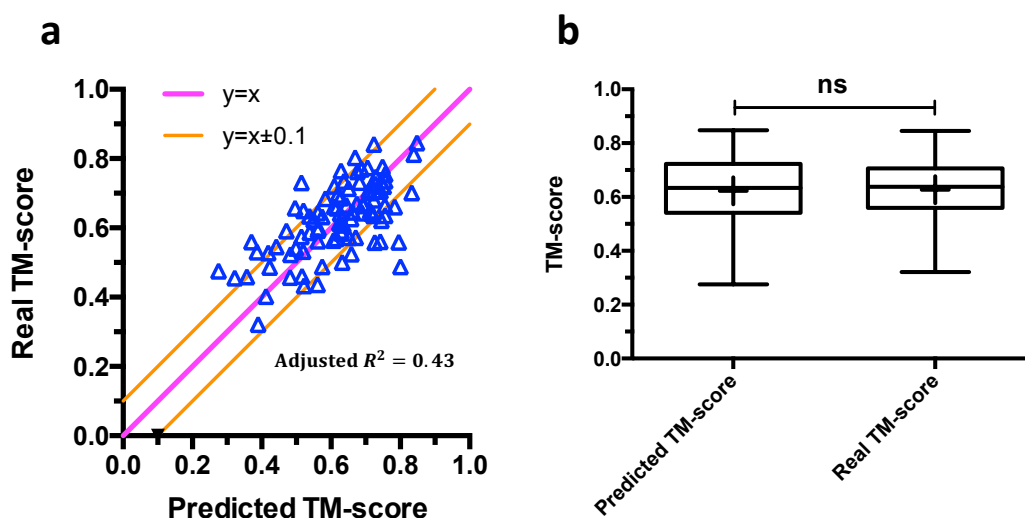 a
y=x
y=x±0.1
1.0
0.8
0.6
0.4
0.2
0.0
Real TM-score
Adjusted R² = 0.43
0.0 0.2 0.4 0.6 0.8 1.0
Predicted TM-score
b
ns
1.0
0.8
0.6
0.4
0.2
0.0
TM-score
Predicted TM-score
Real TM-score